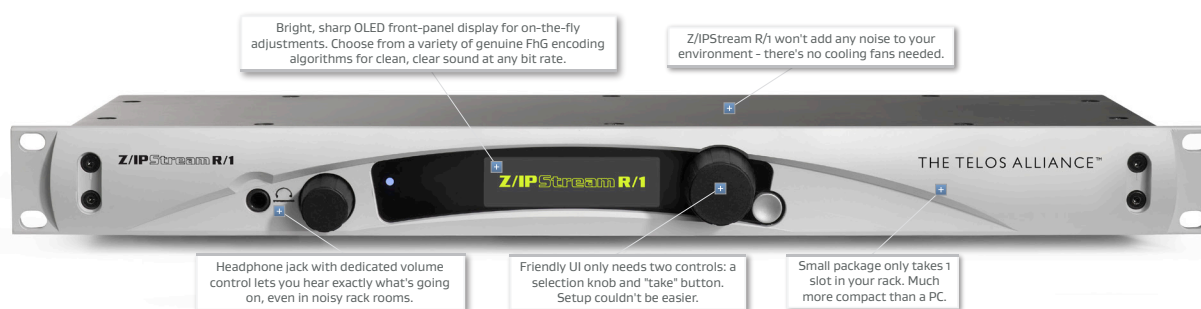 Bright, sharp OLED front-panel display for on-the-fly
adjustments. Choose from a variety of genuine FhG encoding
algorithms for clean, clear sound at any bit rate.
Z/IPStream R/1 won't add any noise to your
environment - there's no cooling fans needed.
Z/IPStream R/1
Z/IPStream R/1
THE TELOS ALLIANCE™
Headphone jack with dedicated volume
control lets you hear exactly what's going
on, even in noisy rack rooms.
Friendly UI only needs two controls: a
selection knob and "take" button.
Setup couldn't be easier.
Small package only takes 1
slot in your rack. Much
more compact than a PC.